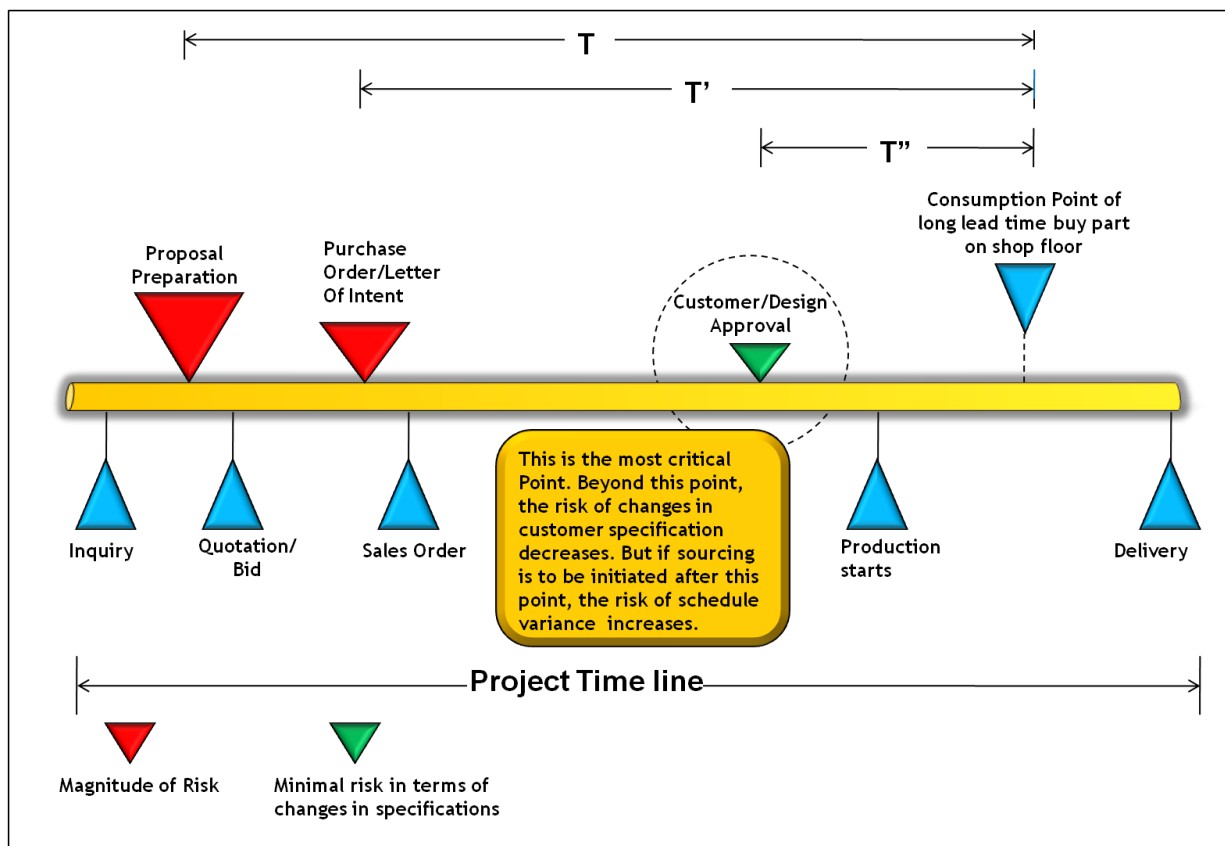 T
T’
T”
Consumption Point of
long lead time buy part
on shop floor
Proposal
Preparation
Purchase
Order/Letter
Of Intent
Customer/Design
Approval
This is the most critical
Point. Beyond this point,
the risk of changes in
customer specification
decreases. But if sourcing
is to be initiated after this
point, the risk of schedule
variance increases.
Inquiry
Quotation/
Bid
Sales Order
Production
starts
Delivery
Project Time line
Magnitude of Risk
Minimal risk in terms of
changes in specifications